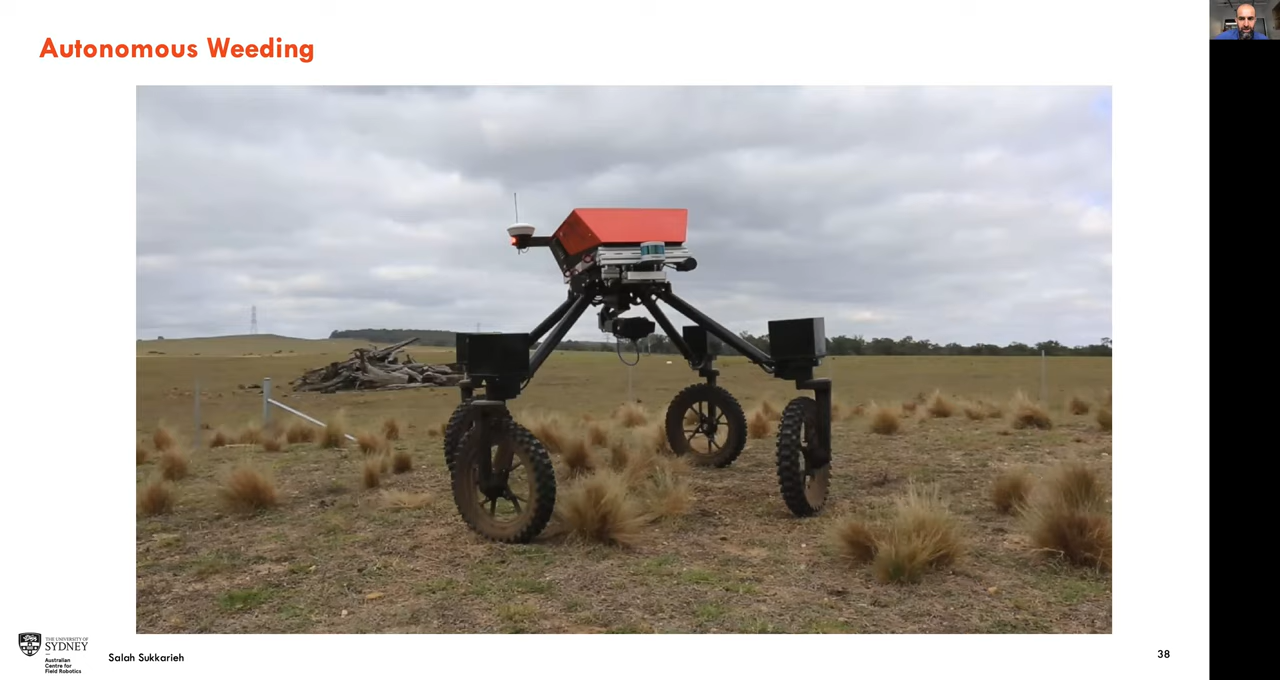 Autonomous Weeding
THE UNIVERSITY OF
SYDNEY
Australian
Centre for
Field Robotics
Salah Sukkarieh
38